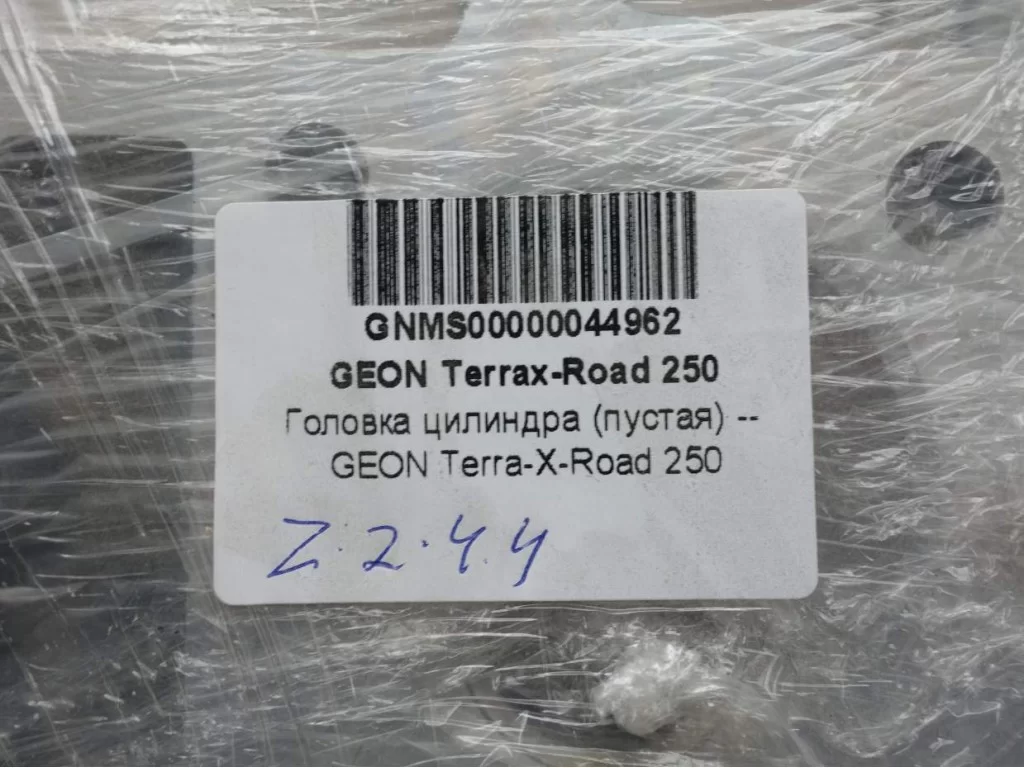 GNMS00000044962
GEON Terrax-Road 250
Головка цилиндра (пустая) --
GEON Terra-X-Road 250
Z.2.4.4